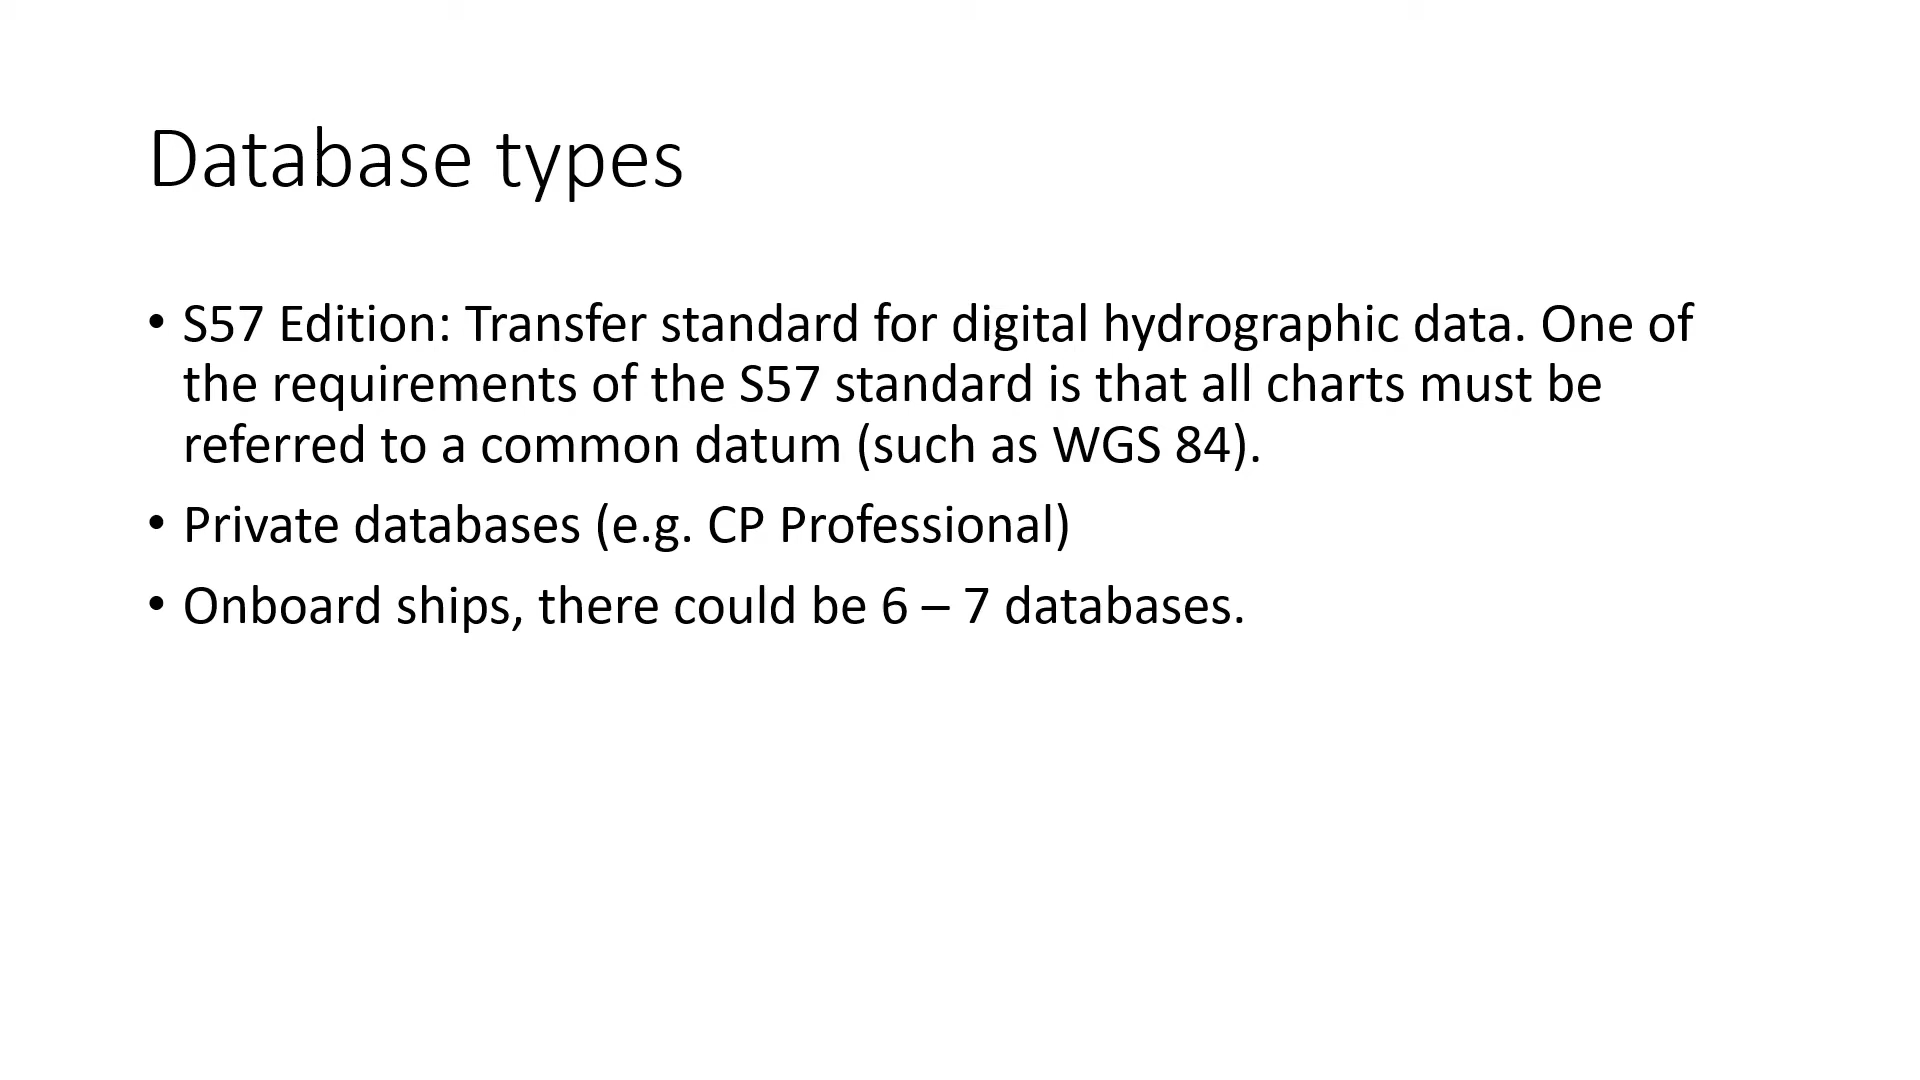 Database types
• S57 Edition: Transfer standard for digital hydrographic data. One of
the requirements of the S57 standard is that all charts must be
referred to a common datum (such as WGS 84).
• Private databases (e.g. CP Professional)
• Onboard ships, there could be 6 – 7 databases.